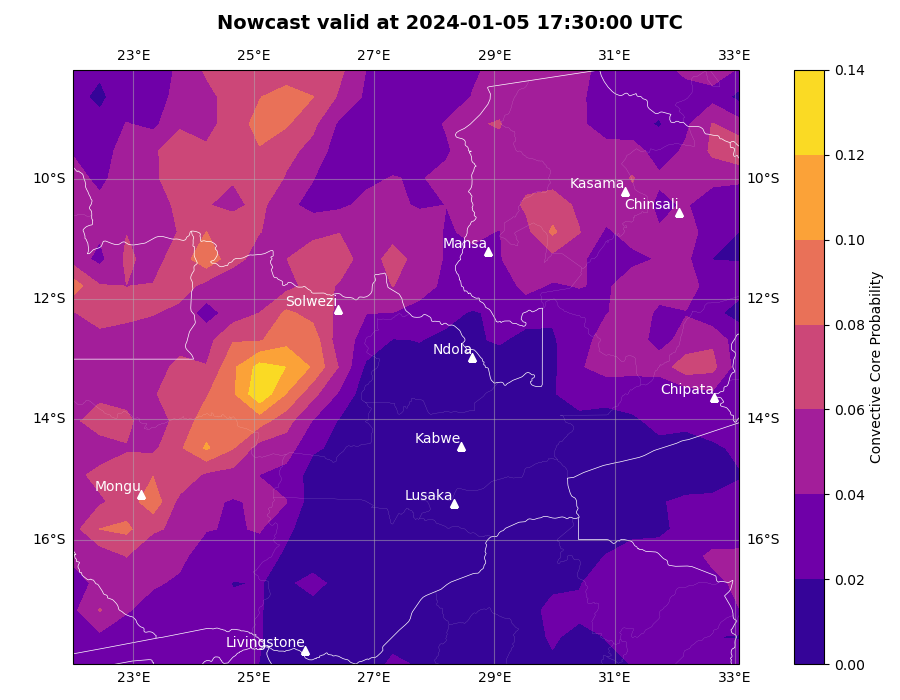 Nowcast valid at 2024-01-05 17:30:00 UTC
23°E 25°E 27°E 29°E 31°E 33°E
0.14
0.12
0.10
0.08
0.06
0.04
0.02
0.00
Convective Core Probability
10°S 10°S
12°S 12°S
14°S 14°S
16°S 16°S
Kasama
Chinsali
Mansa
Solwezi
Ndola
Chipata
Kabwe
Mongu
Lusaka
Livingstone
23°E 25°E 27°E 29°E 31°E 33°E